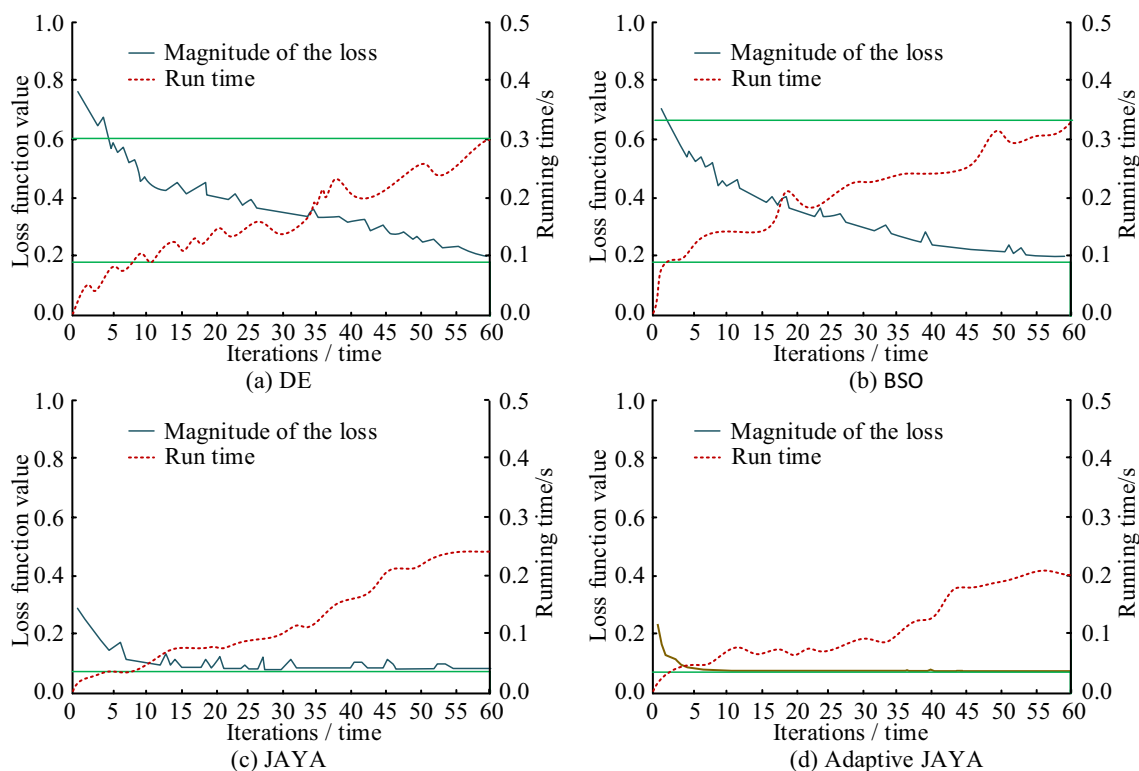 1.0
0.8
0.6
0.4
0.2
0.0
Loss function value
Magnitude of the loss
Run time
0.5
0.4
0.3
0.2
0.1
0.0
Running time/s
0 5 10 15 20 25 30 35 40 45 50 55 60
Iterations / time
(a) DE
1.0
0.8
0.6
0.4
0.2
0.0
Loss function value
Magnitude of the loss
Run time
0.5
0.4
0.3
0.2
0.1
0.0
Running time/s
0 5 10 15 20 25 30 35 40 45 50 55 60
Iterations / time
(b) BSO
1.0
0.8
0.6
0.4
0.2
0.0
Loss function value
Magnitude of the loss
Run time
0.5
0.4
0.3
0.2
0.1
0.0
Running time/s
0 5 10 15 20 25 30 35 40 45 50 55 60
Iterations / time
(c) JAYA
1.0
0.8
0.6
0.4
0.2
0.0
Loss function value
Magnitude of the loss
Run time
0.5
0.4
0.3
0.2
0.1
0.0
Running time/s
0 5 10 15 20 25 30 35 40 45 50 55 60
Iterations / time
(d) Adaptive JAYA